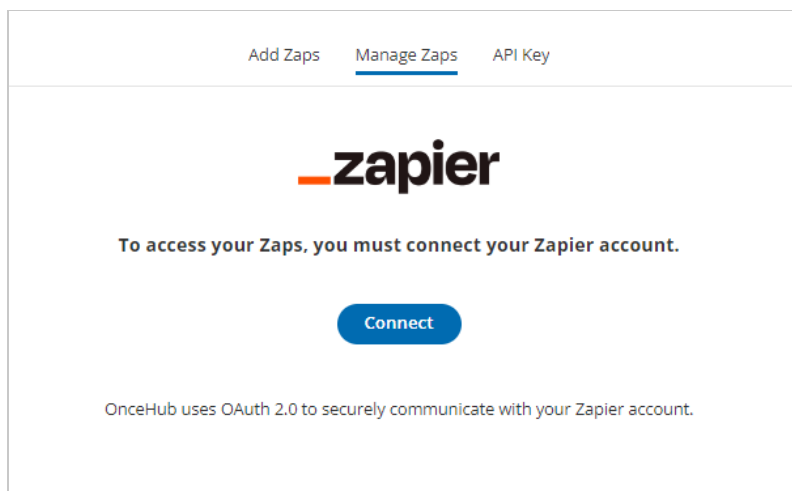 Add Zaps Manage Zaps API Key
_zapier
To access your Zaps, you must connect your Zapier account.
Connect
OnceHub uses OAuth 2.0 to securely communicate with your Zapier account.